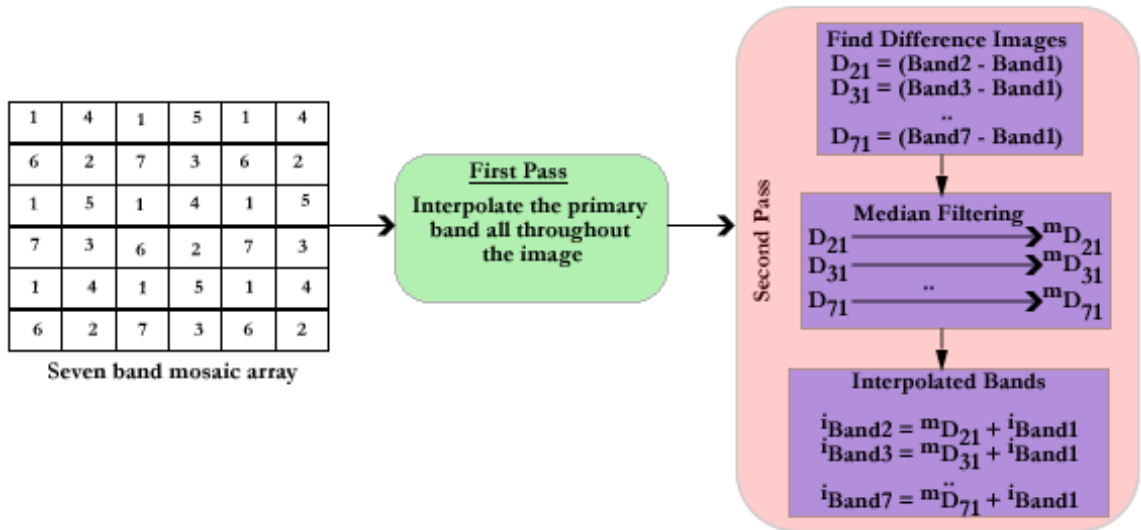 1 4 1 5 1 4
6 2 7 3 6 2
1 5 1 4 1 5
7 3 6 2 7 3
1 4 1 5 1 4
6 2 7 3 6 2
Seven band mosaic array
First Pass
Interpolate the primary
band all throughout
the image
Second Pass
Find Difference Images
D21 = (Band2 - Band1)
D31 = (Band3 - Band1)
..
D71 = (Band7 - Band1)
Median Filtering
D21 mD21
D31 mD31
..
D71 mD71
Interpolated Bands
iBand2 = mD21 + iBand1
iBand3 = mD31 + iBand1
..
iBand7 = mD71 + iBand1